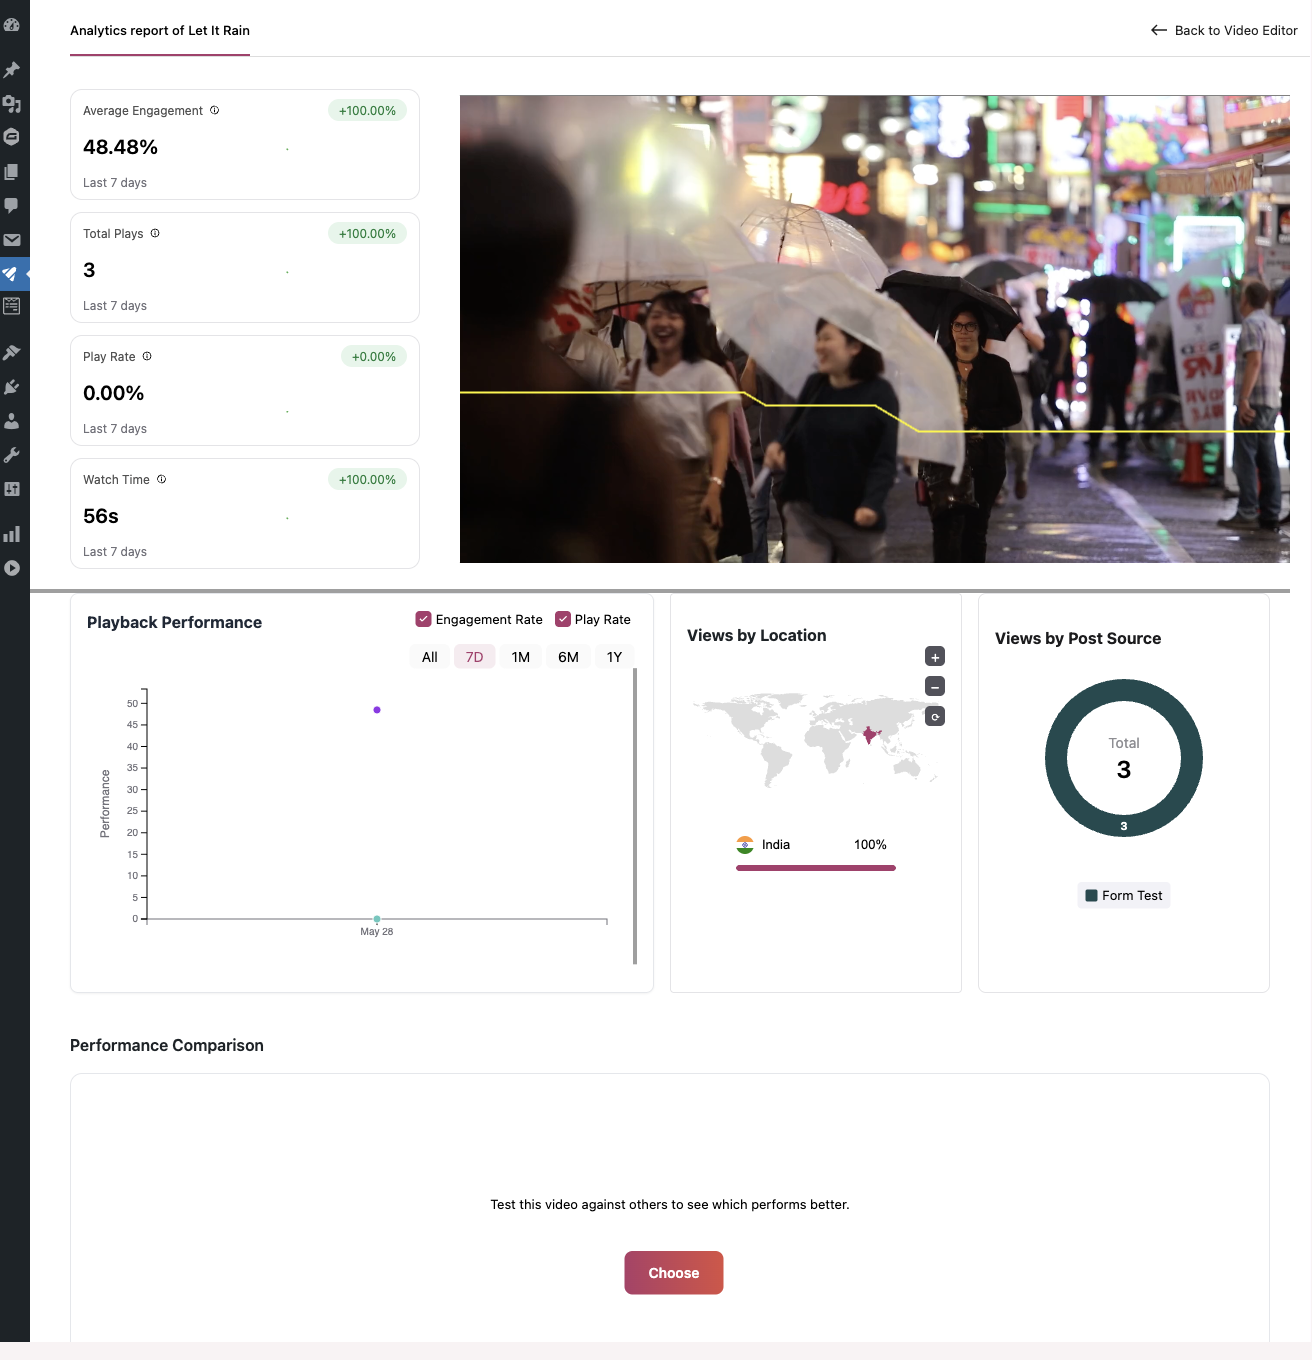 Analytics report of Let It Rain
Back to Video Editor
Average Engagement
+100.00%
48.48%
Last 7 days
Total Plays
+100.00%
3
Last 7 days
Play Rate
+0.00%
0.00%
Last 7 days
Watch Time
+100.00%
56s
Last 7 days
Playback Performance
Engagement Rate
Play Rate
All 7D 1M 6M 1Y
50
45
40
35
30
25
20
15
10
5
0
Performance
May 28
Views by Location
+
−
India 100%
Views by Post Source
Total
3
3
Form Test
Performance Comparison
Test this video against others to see which performs better.
Choose